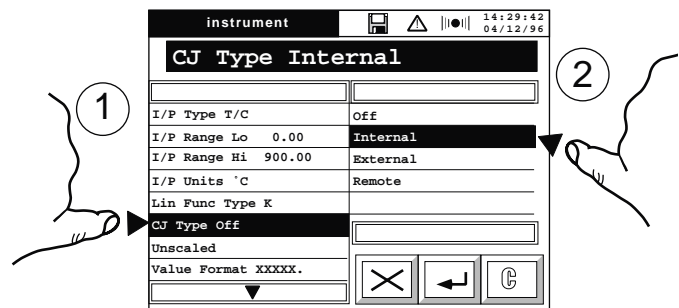 instrument
14:29:42
04/12/96
CJ Type Internal
1
2
I/P Type T/C
I/P Range Lo 0.00
I/P Range Hi 900.00
I/P Units °C
Lin Func Type K
CJ Type Off
Unscaled
Value Format XXXXX.
Off
Internal
External
Remote
C